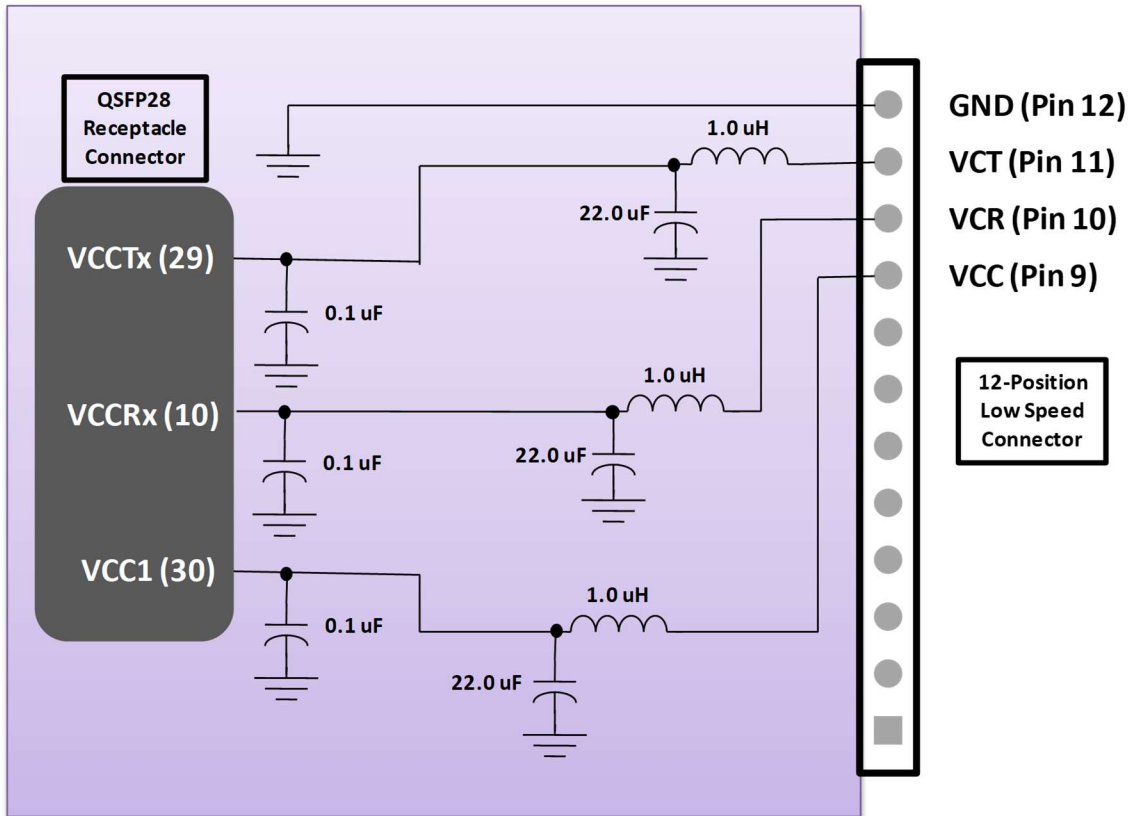 QSFP28
Receptacle
Connector
GND (Pin 12)
1.0 uH
VCT (Pin 11)
22.0 uF
VCR (Pin 10)
VCCTx (29)
VCC (Pin 9)
0.1 uF
1.0 uH
12-Position
Low Speed
Connector
VCCRx (10)
0.1 uF
22.0 uF
VCC1 (30)
1.0 uH
0.1 uF
22.0 uF